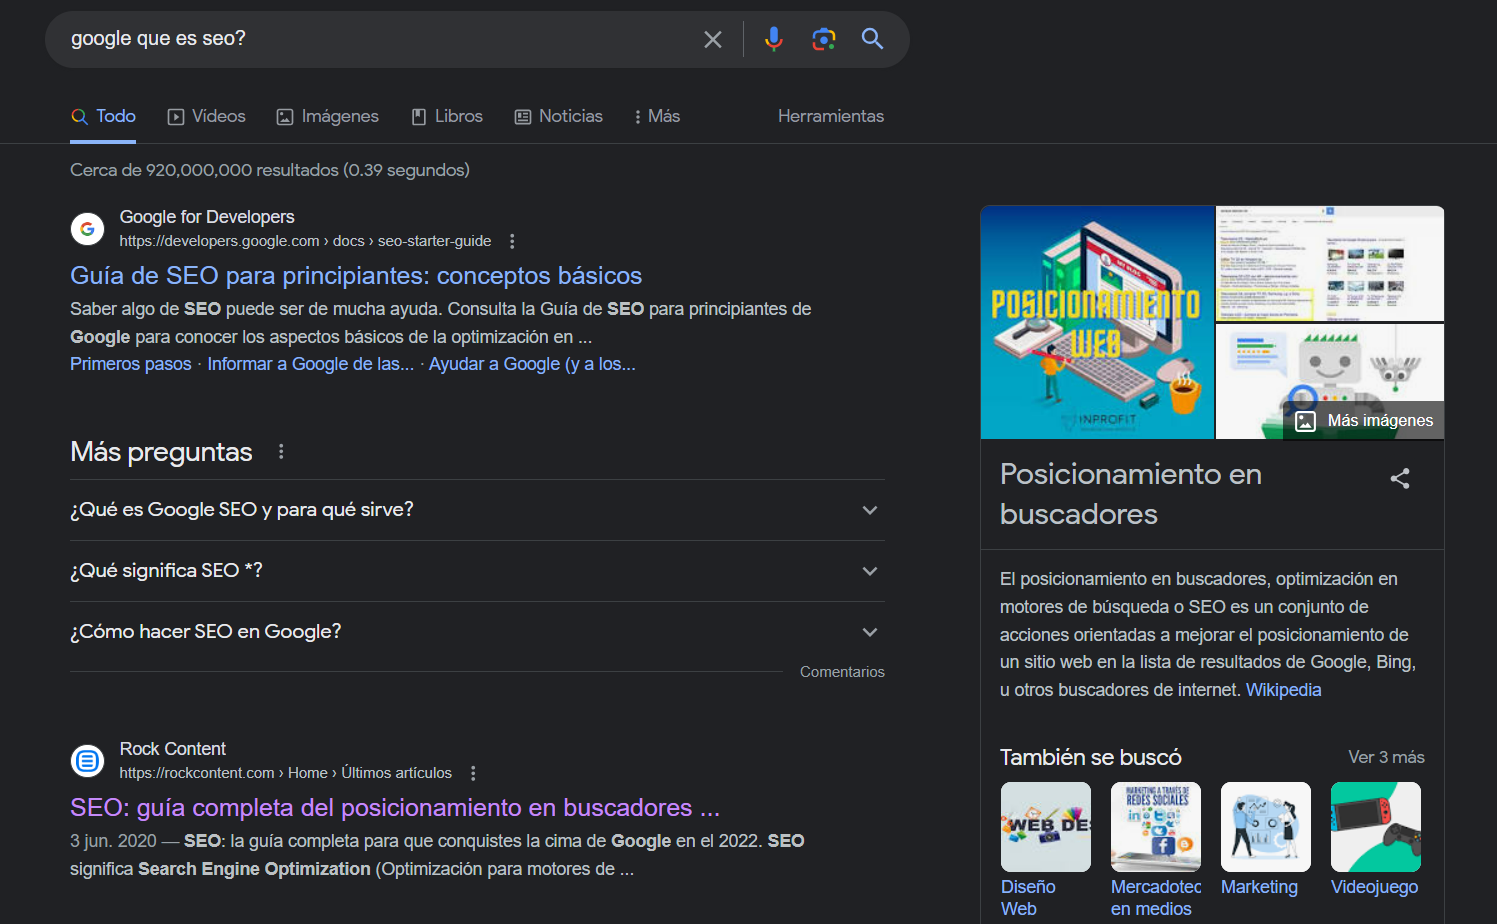 google que es seo?
Todo
Vídeos
Imágenes
Libros
Noticias
Más
Herramientas
Cerca de 920,000,000 resultados (0.39 segundos)
Google for Developers
https://developers.google.com › docs › seo-starter-guide
Guía de SEO para principiantes: conceptos básicos
Saber algo de SEO puede ser de mucha ayuda. Consulta la Guía de SEO para principiantes de
Google para conocer los aspectos básicos de la optimización en ...
Primeros pasos · Informar a Google de las... · Ayudar a Google (y a los...
Más preguntas
¿Qué es Google SEO y para qué sirve?
¿Qué significa SEO *?
¿Cómo hacer SEO en Google?
Comentarios
Rock Content
https://rockcontent.com › Home › Últimos artículos
SEO: guía completa del posicionamiento en buscadores ...
3 jun. 2020 — SEO: la guía completa para que conquistes la cima de Google en el 2022. SEO
significa Search Engine Optimization (Optimización para motores de ...
MY BLOG
POSICIONAMIENTO
WEB
INPROFIT
Más imágenes
Posicionamiento en
buscadores
El posicionamiento en buscadores, optimización en
motores de búsqueda o SEO es un conjunto de
acciones orientadas a mejorar el posicionamiento de
un sitio web en la lista de resultados de Google, Bing,
u otros buscadores de internet. Wikipedia
También se buscó
Ver 3 más
WEB DES
MARKETING A TRAVÉS DE
REDES SOCIALES
Diseño
Web
Mercadotec
en medios
Marketing
Videojuego